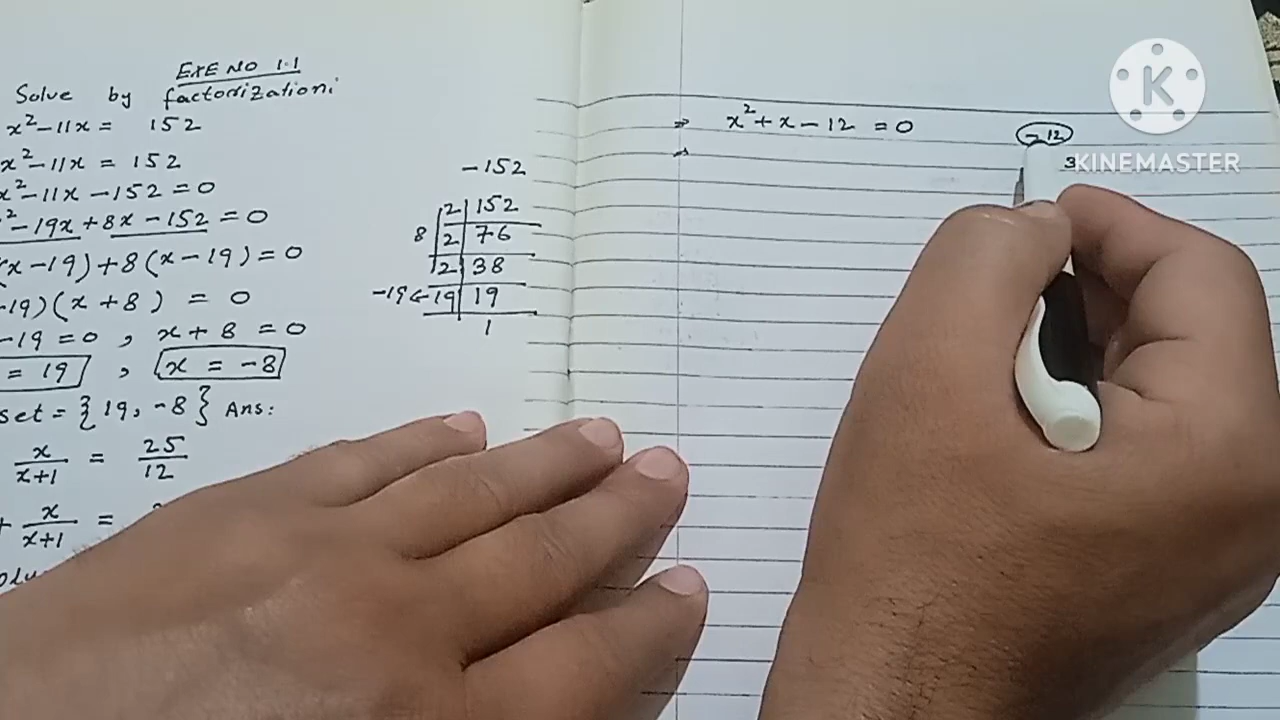 EXE NO 1.1
Solve by factorization:
x²-11x = 152
x²-11x = 152
x²-11x-152=0
²-19x+8x-152=0
(x-19)+8(x-19)=0
-19)(x+8) = 0
-19=0, x+8=0
= 19, x = -8
set = {19, -8} Ans:
x/x+1 = 25/12
+ x/x+1 =
-152
2|152
8 2|76
2|38
-19←19|19
1
⇒ x²+x-12=0
⇒
-12
3
K
KINEMASTER